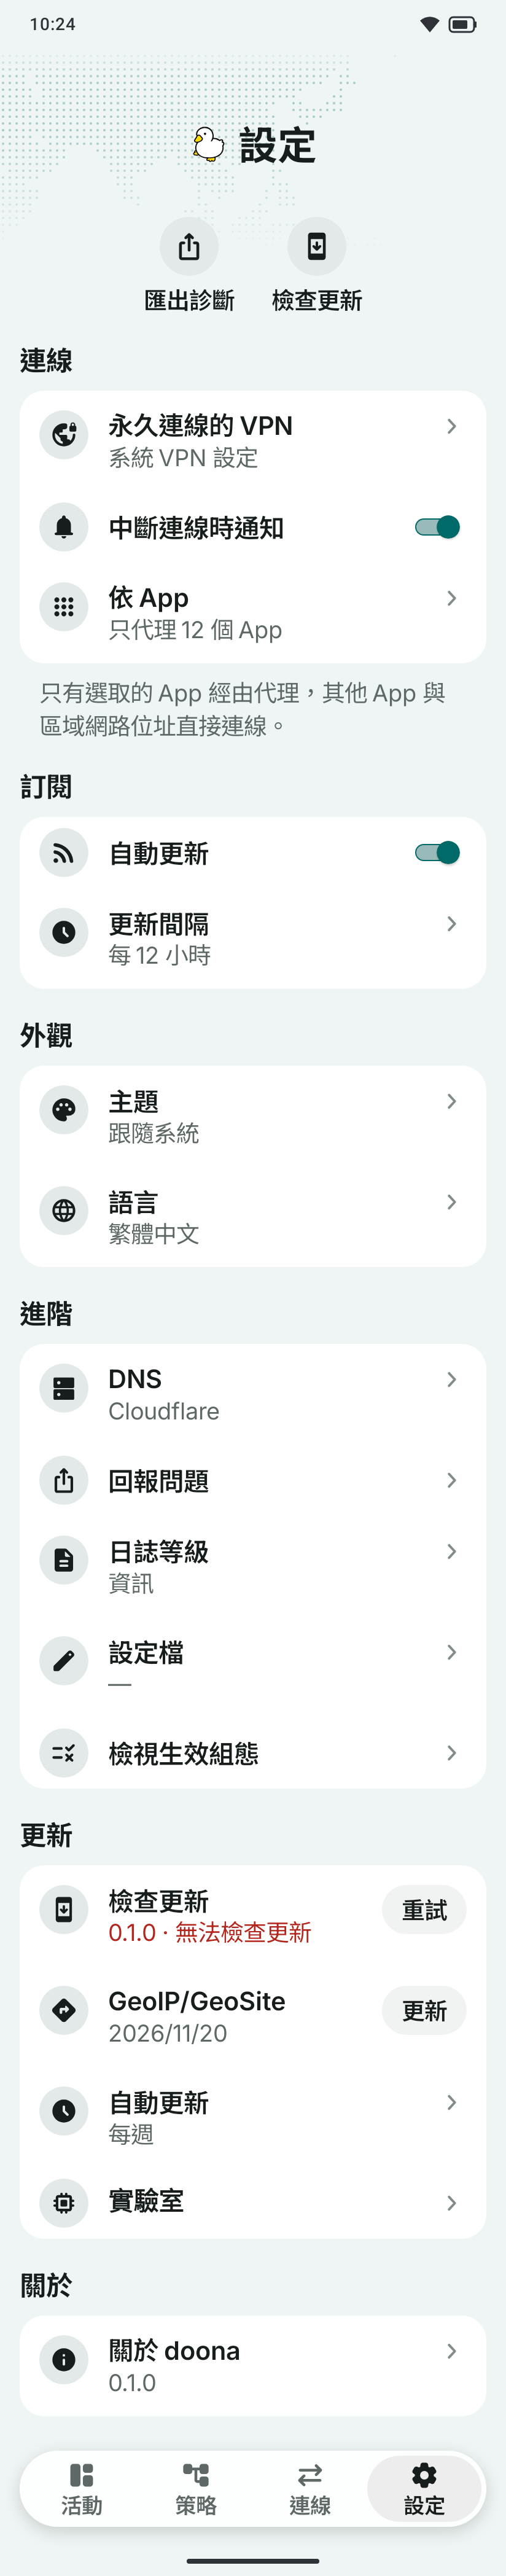 10:24
設定
匯出診斷
檢查更新
連線
永久連線的 VPN
系統 VPN 設定
中斷連線時通知
依 App
只代理 12 個 App
只有選取的 App 經由代理，其他 App 與
區域網路位址直接連線。
訂閱
自動更新
更新間隔
每 12 小時
外觀
主題
跟隨系統
語言
繁體中文
進階
DNS
Cloudflare
回報問題
日誌等級
資訊
設定檔
—
檢視生效組態
更新
檢查更新
0.1.0 · 無法檢查更新
重試
GeoIP/GeoSite
2026/11/20
更新
自動更新
每週
實驗室
關於
關於 doona
0.1.0
活動
策略
連線
設定